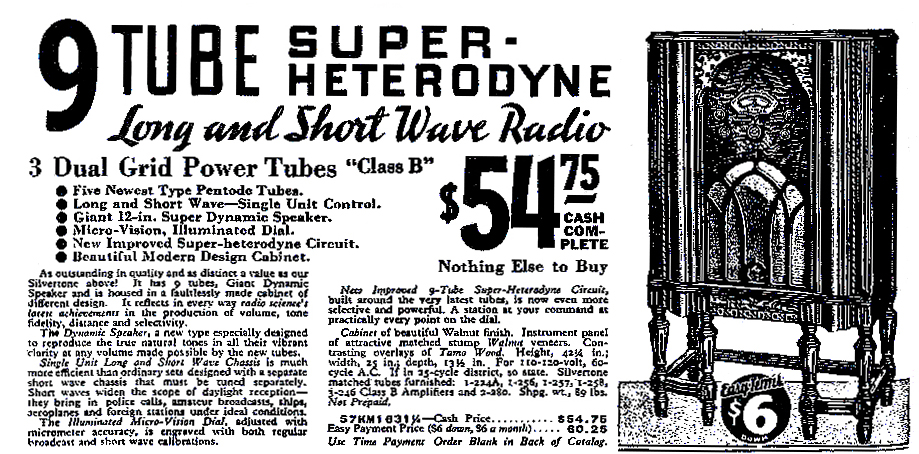 9 TUBE SUPER-
HETERODYNE
Long and Short Wave Radio
3 Dual Grid Power Tubes "Class B"
● Five Newest Type Pentode Tubes.
● Long and Short Wave—Single Unit Control.
● Giant 12-in. Super Dynamic Speaker.
● Micro-Vision, Illuminated Dial.
● New Improved Super-heterodyne Circuit.
● Beautiful Modern Design Cabinet.
$54.75
CASH
COM-
PLETE
Nothing Else to Buy
As outstanding in quality and as distinct a value as our
Silvertone above! It has 9 tubes, Giant Dynamic
Speaker and is housed in a faultlessly made cabinet of
different design. It reflects in every way radio science's
latest achievements in the production of volume, tone
fidelity, distance and selectivity.
The Dynamic Speaker, a new type especially designed
to reproduce the true natural tones in all their vibrant
clarity at any volume made possible by the new tubes.
Single Unit Long and Short Wave Chassis is much
more efficient than ordinary sets designed with separate
short wave chassis that must be tuned separately.
Short waves widen the scope of daylight reception—
they bring in police calls, amateur broadcasts, ships,
aeroplanes and foreign stations under ideal conditions.
The Illuminated Micro-Vision Dial, adjusted with
micrometer accuracy, is engraved with both regular
broadcast and short wave calibrations.
New Improved 9-Tube Super-Heterodyne Circuit,
built around the very latest tubes, is now even more
selective and powerful. A station at your command at
practically every point on the dial.
Cabinet of beautiful Walnut finish. Instrument panel
of attractive matched stump Walnut veneers. Con-
trasting overlays of Tamo Wood. Height, 42¼ in.;
width, 25 in.; depth, 13½ in. For 110-120-volt, 60-
cycle A.C. If in 25-cycle district, so state. Silvertone
matched tubes furnished: 1-224A, 1-256, 1-257, 1-258,
3-246 Class B Amplifiers and 2-280. Shpg. wt., 89 lbs.
Not Prepaid.
57KM1631¼—Cash Price............$54.75
Easy Payment Price ($6 down, $6 a month)..... 60.25
Use Time Payment Order Blank in Back of Catalog.
Easy Terms
$6
DOWN